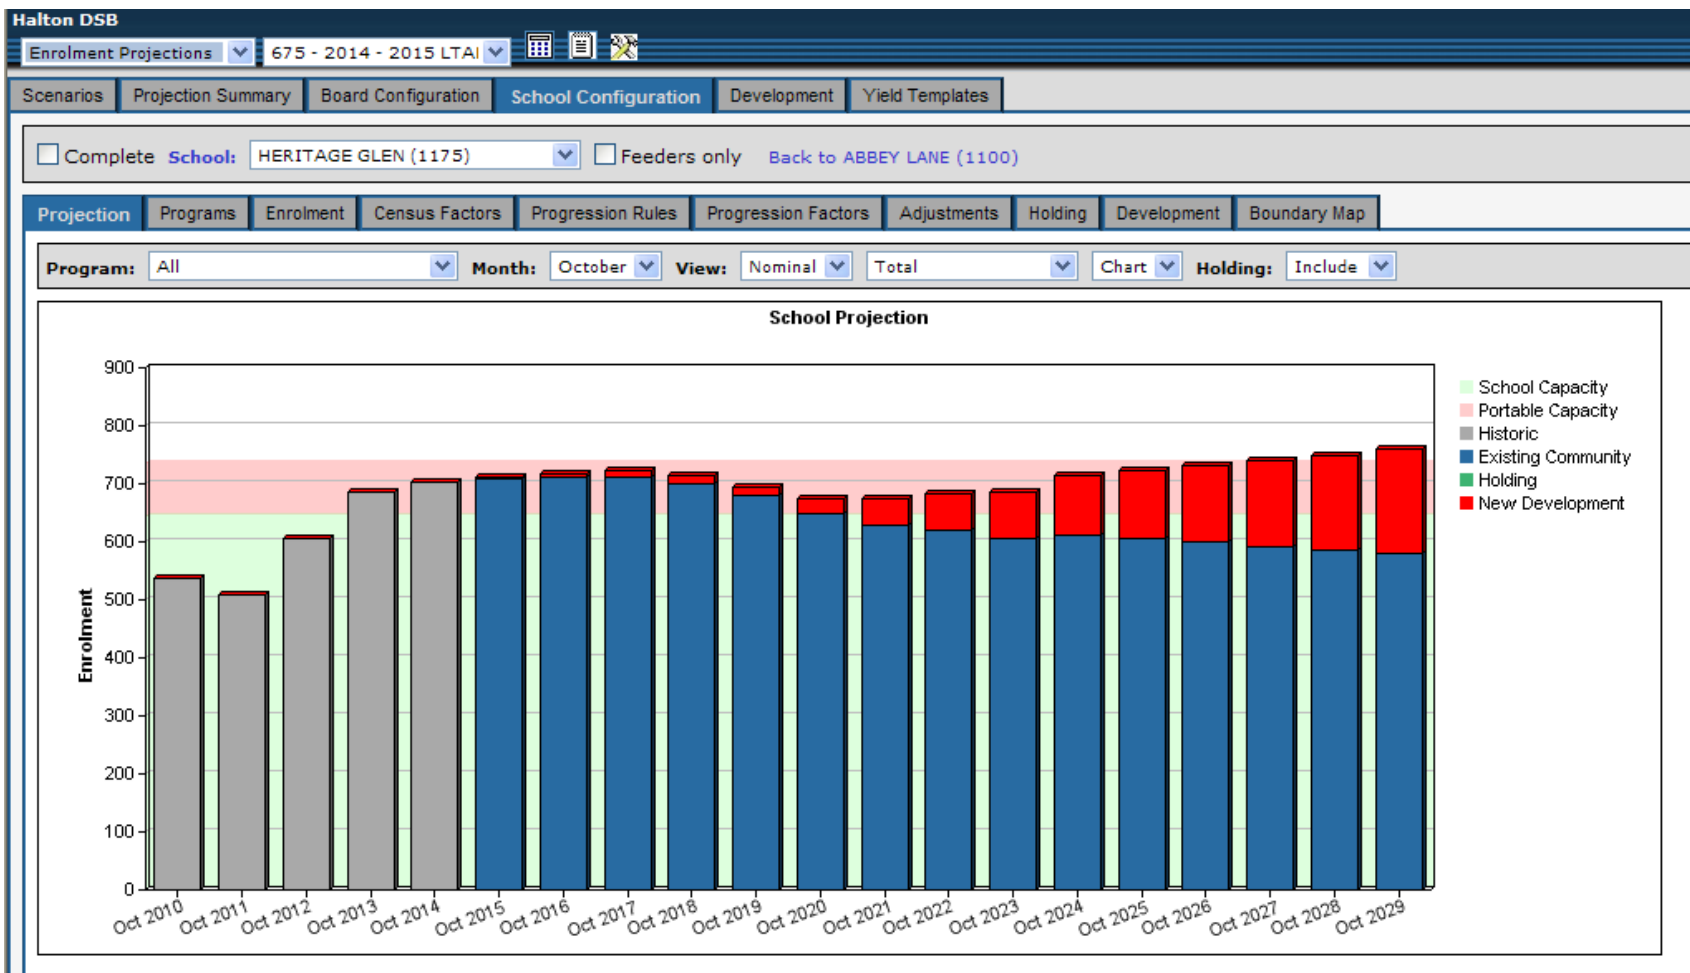 Halton DSB
Enrolment Projections 675 - 2014 - 2015 LTAI
Scenarios Projection Summary Board Configuration School Configuration Development Yield Templates
Complete School: HERITAGE GLEN (1175) Feeders only Back to ABBEY LANE (1100)
Projection Programs Enrolment Census Factors Progression Rules Progression Factors Adjustments Holding Development Boundary Map
Program: All Month: October View: Nominal Total Chart Holding: Include
School Projection
900
800
700
600
500
400
300
200
100
0
Enrolment
School Capacity
Portable Capacity
Historic
Existing Community
Holding
New Development
Oct 2010 Oct 2011 Oct 2012 Oct 2013 Oct 2014 Oct 2015 Oct 2016 Oct 2017 Oct 2018 Oct 2019 Oct 2020 Oct 2021 Oct 2022 Oct 2023 Oct 2024 Oct 2025 Oct 2026 Oct 2027 Oct 2028 Oct 2029